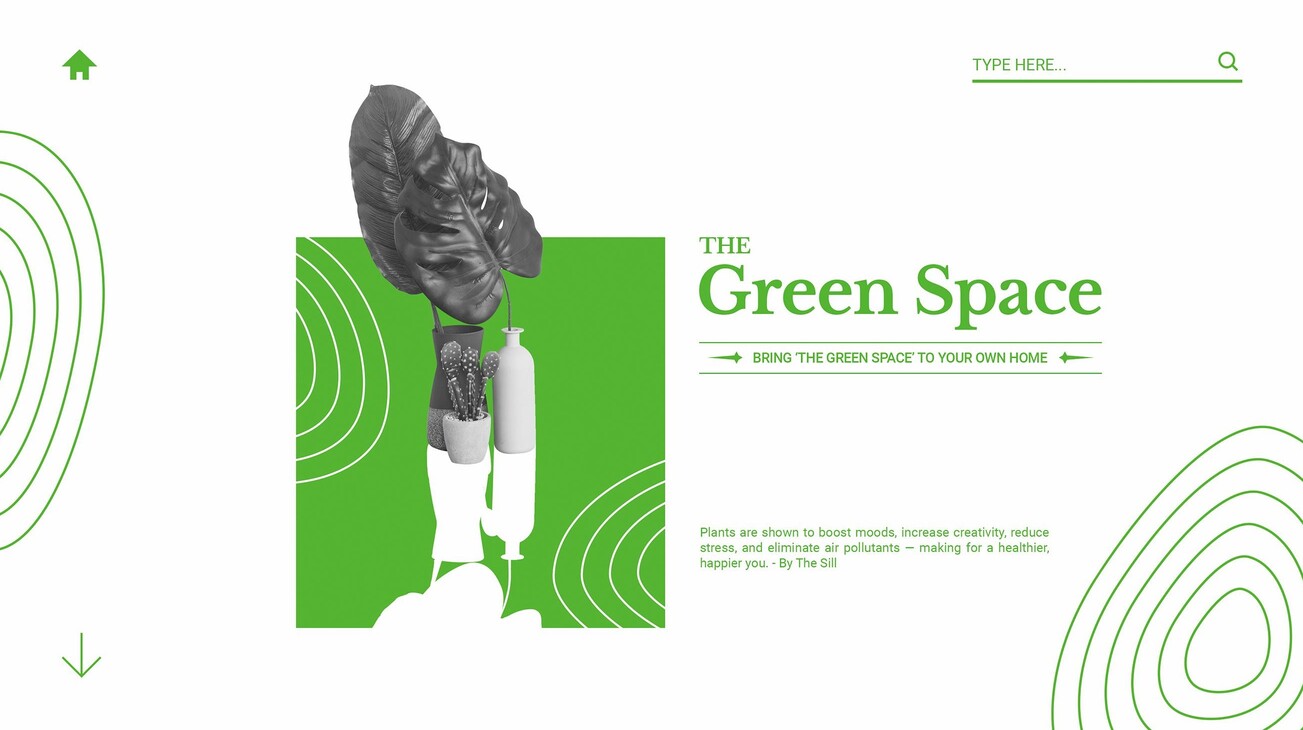 TYPE HERE...
THE
Green Space
BRING ‘THE GREEN SPACE’ TO YOUR OWN HOME
Plants are shown to boost moods, increase creativity, reduce
stress, and eliminate air pollutants — making for a healthier,
happier you. - By The Sill